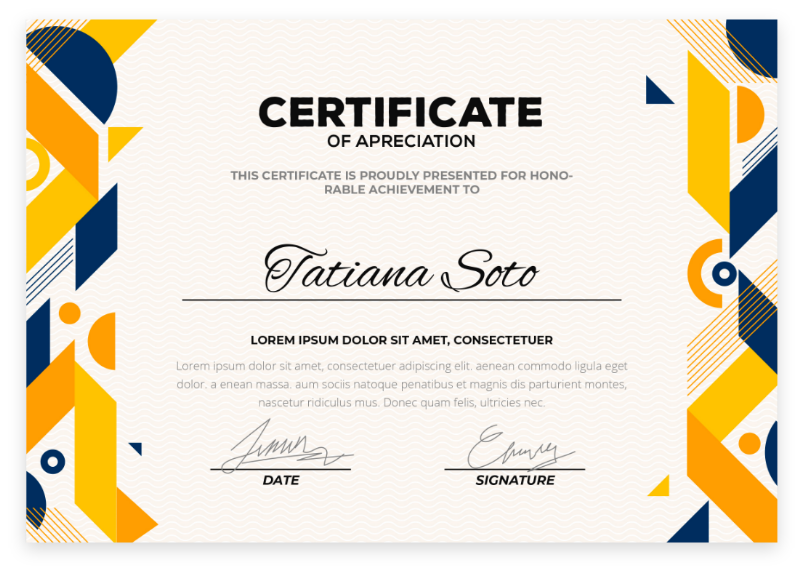 CERTIFICATE
OF APRECIATION
THIS CERTIFICATE IS PROUDLY PRESENTED FOR HONO-
RABLE ACHIEVEMENT TO
Tatiana Soto
LOREM IPSUM DOLOR SIT AMET, CONSECTETUER
Lorem ipsum dolor sit amet, consectetuer adipiscing elit. aenean commodo ligula eget
dolor. a enean massa. aum sociis natoque penatibus et magnis dis parturient montes,
nascetur ridiculus mus. Donec quam felis, ultricies nec.
DATE
SIGNATURE